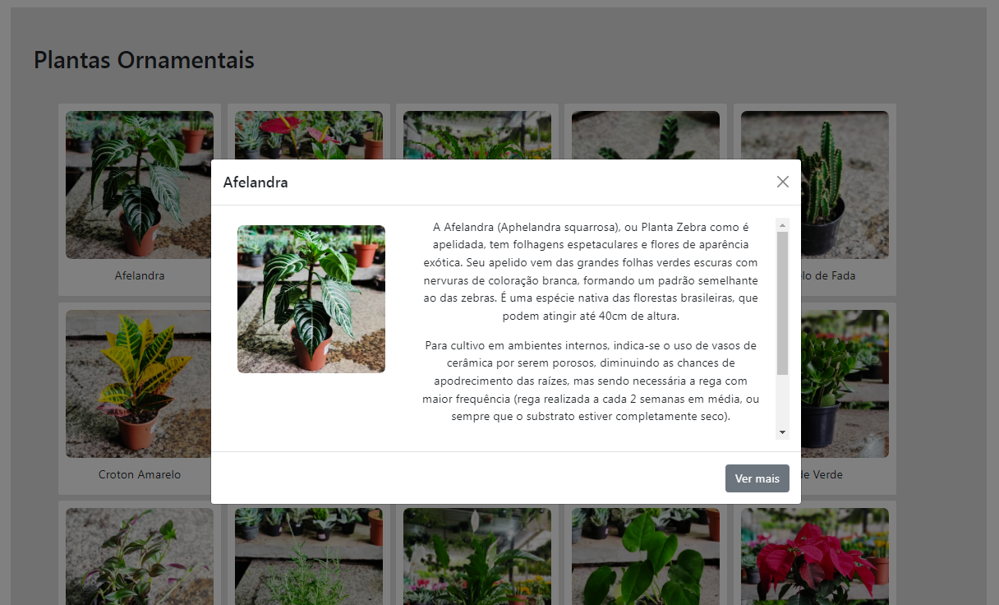 Plantas Ornamentais
Afelandra
A Afelandra (Aphelandra squarrosa), ou Planta Zebra como é
apelidada, tem folhagens espetaculares e flores de aparência
exótica. Seu apelido vem das grandes folhas verdes escuras com
nervuras de coloração branca, formando um padrão semelhante
ao das zebras. É uma espécie nativa das florestas brasileiras, que
podem atingir até 40cm de altura.
Para cultivo em ambientes internos, indica-se o uso de vasos de
cerâmica por serem porosos, diminuindo as chances de
apodrecimento das raízes, mas sendo necessária a rega com
maior frequência (rega realizada a cada 2 semanas em média, ou
sempre que o substrato estiver completamente seco).
Ver mais
Afelandra
de Fada
Croton Amarelo
Verde